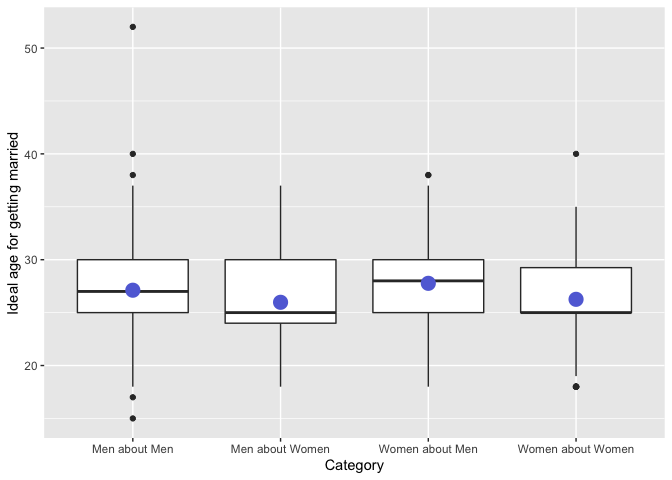 Ideal age for getting married
50
40
30
20
Men about Men
Men about Women
Women about Men
Women about Women
Category